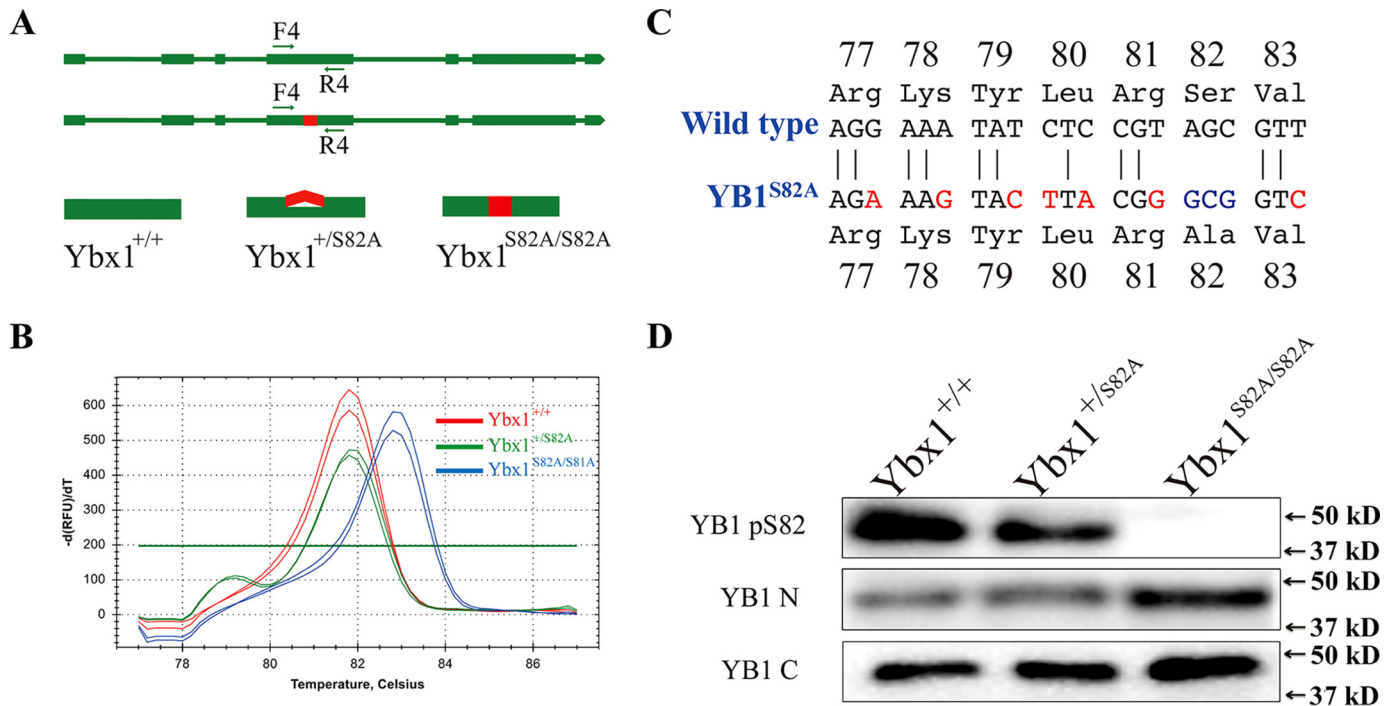 A
F4
R4
F4
R4
Ybx1+/+
Ybx1+/S82A
Ybx1S82A/S82A
B
-d(RFU)/dT
600
500
400
300
200
100
0
78
80
82
84
86
Temperature, Celsius
Ybx1+/+
Ybx1+/S82A
Ybx1S82A/S81A
C
77 78 79 80 81 82 83
Arg Lys Tyr Leu Arg Ser Val
Wild type AGG AAA TAT CTC CGT AGC GTT
YB1S82A AGA AAG TAC TTA CGG GCG GTC
Arg Lys Tyr Leu Arg Ala Val
77 78 79 80 81 82 83
D
Ybx1+/+
Ybx1+/S82A
Ybx1S82A/S82A
YB1 pS82
←50 kD
←37 kD
YB1 N
←50 kD
←37 kD
YB1 C
←50 kD
←37 kD